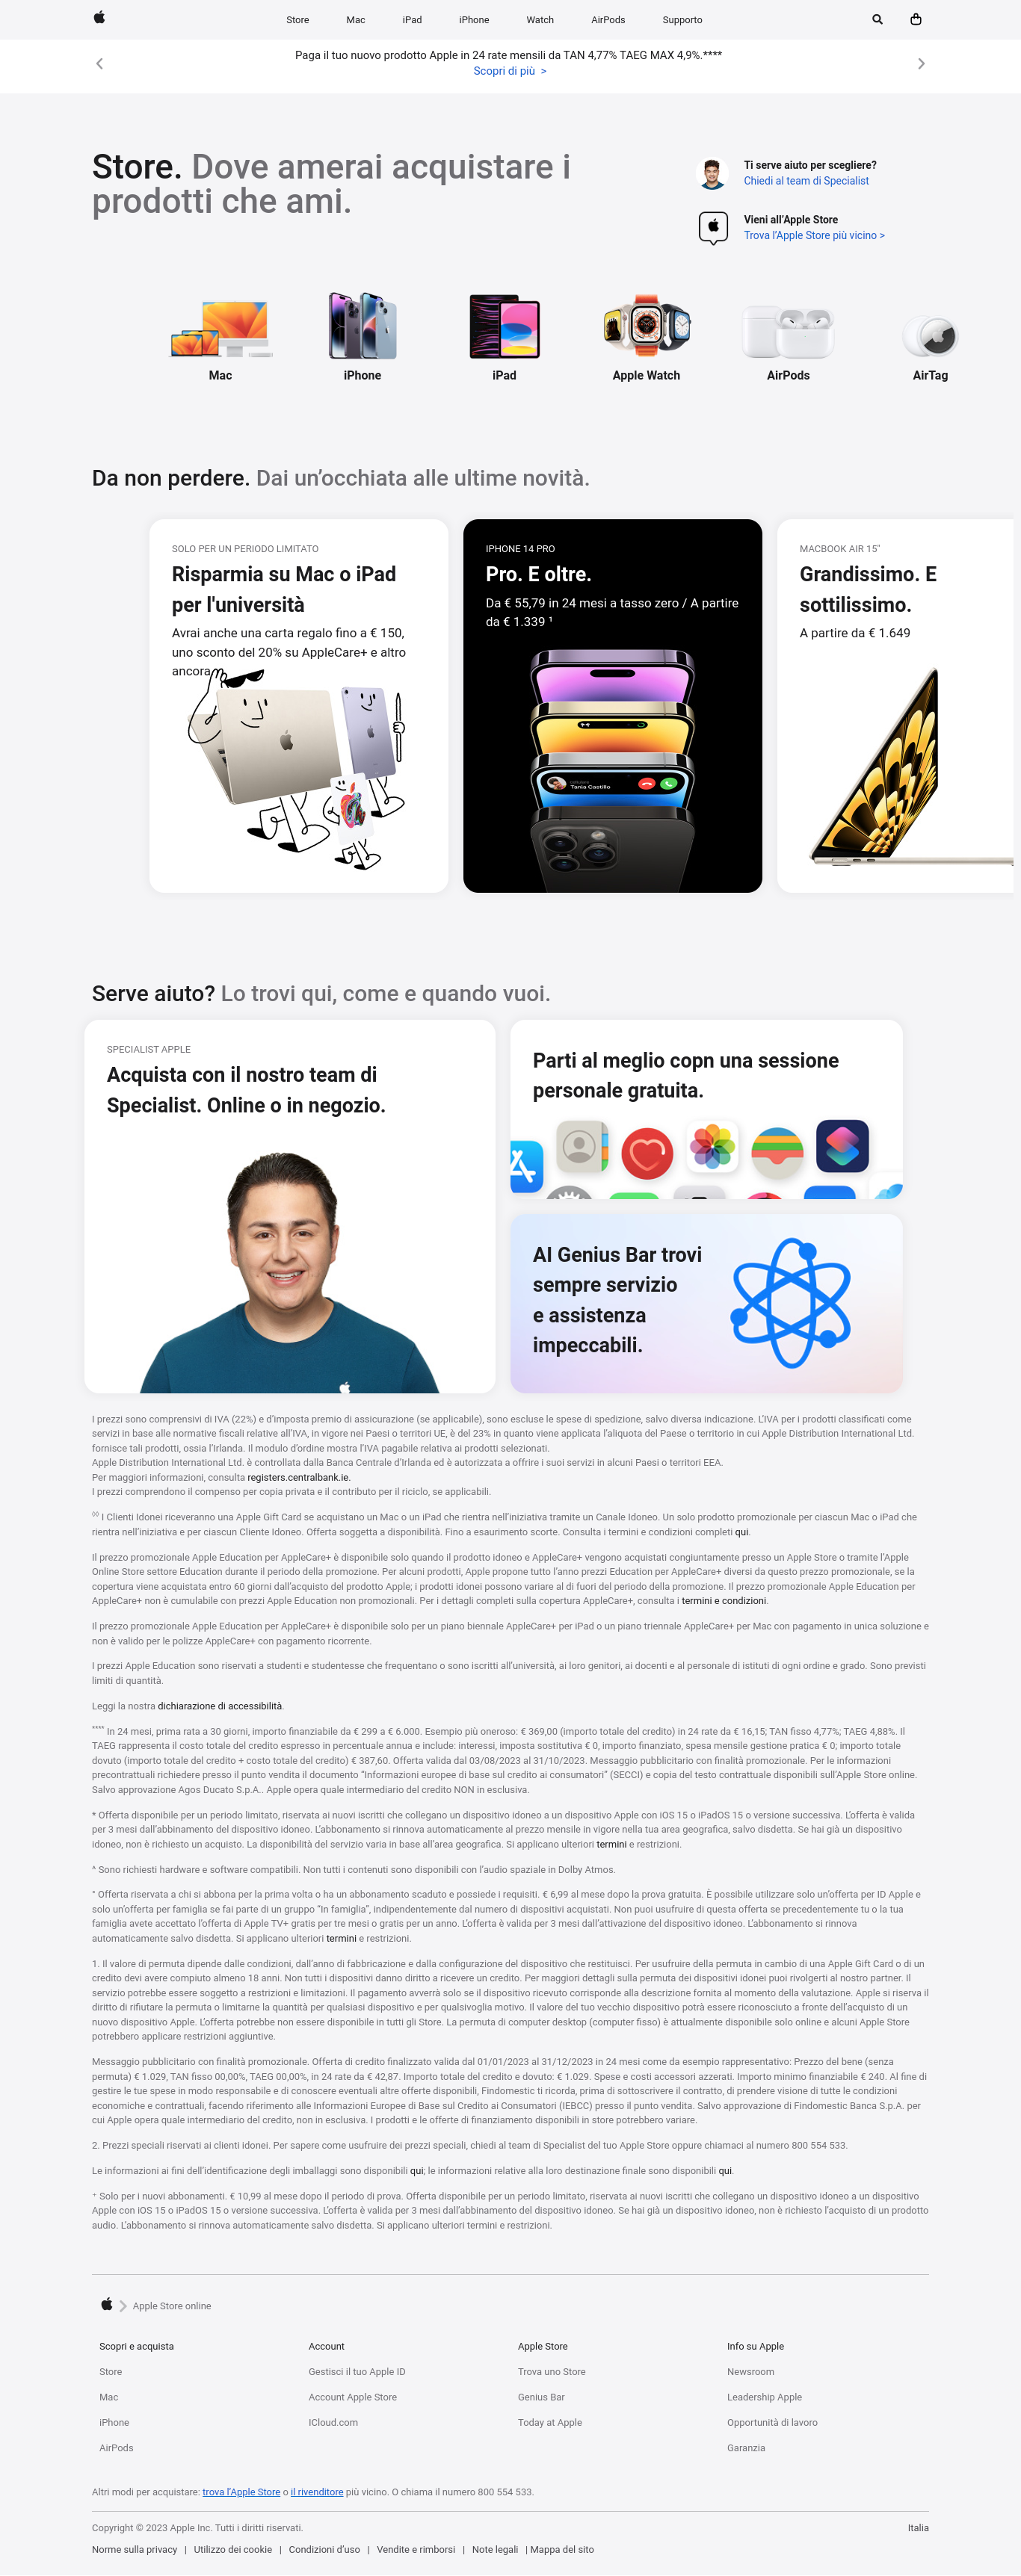 Store
Mac
iPad
iPhone
Watch
AirPods
Supporto
Paga il tuo nuovo prodotto Apple in 24 rate mensili da TAN 4,77% TAEG MAX 4,9%.****
Scopri di più >
Store. Dove amerai acquistare i
prodotti che ami.
Ti serve aiuto per scegliere?
Chiedi al team di Specialist
Vieni all'Apple Store
Trova l'Apple Store più vicino >
Mac
iPhone
iPad
Apple Watch
AirPods
AirTag
Da non perdere. Dai un'occhiata alle ultime novità.
SOLO PER UN PERIODO LIMITATO
Risparmia su Mac o iPad
per l'università
Avrai anche una carta regalo fino a € 150,
uno sconto del 20% su AppleCare+ e altro
ancora.
IPHONE 14 PRO
Pro. E oltre.
Da € 55,79 in 24 mesi a tasso zero / A partire
da € 1.339 ¹
Tania Castillo
MACBOOK AIR 15"
Grandissimo. E
sottilissimo.
A partire da € 1.649
Serve aiuto? Lo trovi qui, come e quando vuoi.
SPECIALIST APPLE
Acquista con il nostro team di
Specialist. Online o in negozio.
Parti al meglio copn una sessione
personale gratuita.
AI Genius Bar trovi
sempre servizio
e assistenza
impeccabili.
I prezzi sono comprensivi di IVA (22%) e d'imposta premio di assicurazione (se applicabile), sono escluse le spese di spedizione, salvo diversa indicazione. L'IVA per i prodotti classificati come
servizi in base alle normative fiscali relative all'IVA, in vigore nei Paesi o territori UE, è del 23% in quanto viene applicata l'aliquota del Paese o territorio in cui Apple Distribution International Ltd.
fornisce tali prodotti, ossia l'Irlanda. Il modulo d'ordine mostra l'IVA pagabile relativa ai prodotti selezionati.
Apple Distribution International Ltd. è controllata dalla Banca Centrale d'Irlanda ed è autorizzata a offrire i suoi servizi in alcuni Paesi o territori EEA.
Per maggiori informazioni, consulta registers.centralbank.ie.
I prezzi comprendono il compenso per copia privata e il contributo per il riciclo, se applicabili.
◊◊ I Clienti Idonei riceveranno una Apple Gift Card se acquistano un Mac o un iPad che rientra nell'iniziativa tramite un Canale Idoneo. Un solo prodotto promozionale per ciascun Mac o iPad che
rientra nell'iniziativa e per ciascun Cliente Idoneo. Offerta soggetta a disponibilità. Fino a esaurimento scorte. Consulta i termini e condizioni completi qui.
Il prezzo promozionale Apple Education per AppleCare+ è disponibile solo quando il prodotto idoneo e AppleCare+ vengono acquistati congiuntamente presso un Apple Store o tramite l'Apple
Online Store settore Education durante il periodo della promozione. Per alcuni prodotti, Apple propone tutto l'anno prezzi Education per AppleCare+ diversi da questo prezzo promozionale, se la
copertura viene acquistata entro 60 giorni dall'acquisto del prodotto Apple; i prodotti idonei possono variare al di fuori del periodo della promozione. Il prezzo promozionale Apple Education per
AppleCare+ non è cumulabile con prezzi Apple Education non promozionali. Per i dettagli completi sulla copertura AppleCare+, consulta i termini e condizioni.
Il prezzo promozionale Apple Education per AppleCare+ è disponibile solo per un piano biennale AppleCare+ per iPad o un piano triennale AppleCare+ per Mac con pagamento in unica soluzione e
non è valido per le polizze AppleCare+ con pagamento ricorrente.
I prezzi Apple Education sono riservati a studenti e studentesse che frequentano o sono iscritti all'università, ai loro genitori, ai docenti e al personale di istituti di ogni ordine e grado. Sono previsti
limiti di quantità.
Leggi la nostra dichiarazione di accessibilità.
**** In 24 mesi, prima rata a 30 giorni, importo finanziabile da € 299 a € 6.000. Esempio più oneroso: € 369,00 (importo totale del credito) in 24 rate da € 16,15; TAN fisso 4,77%; TAEG 4,88%. Il
TAEG rappresenta il costo totale del credito espresso in percentuale annua e include: interessi, imposta sostitutiva € 0, importo finanziato, spesa mensile gestione pratica € 0; importo totale
dovuto (importo totale del credito + costo totale del credito) € 387,60. Offerta valida dal 03/08/2023 al 31/10/2023. Messaggio pubblicitario con finalità promozionale. Per le informazioni
precontrattuali richiedere presso il punto vendita il documento "Informazioni europee di base sul credito ai consumatori" (SECCI) e copia del testo contrattuale disponibili sull'Apple Store online.
Salvo approvazione Agos Ducato S.p.A.. Apple opera quale intermediario del credito NON in esclusiva.
* Offerta disponibile per un periodo limitato, riservata ai nuovi iscritti che collegano un dispositivo idoneo a un dispositivo Apple con iOS 15 o iPadOS 15 o versione successiva. L'offerta è valida
per 3 mesi dall'abbinamento del dispositivo idoneo. L'abbonamento si rinnova automaticamente al prezzo mensile in vigore nella tua area geografica, salvo disdetta. Se hai già un dispositivo
idoneo, non è richiesto un acquisto. La disponibilità del servizio varia in base all'area geografica. Si applicano ulteriori termini e restrizioni.
^ Sono richiesti hardware e software compatibili. Non tutti i contenuti sono disponibili con l'audio spaziale in Dolby Atmos.
° Offerta riservata a chi si abbona per la prima volta o ha un abbonamento scaduto e possiede i requisiti. € 6,99 al mese dopo la prova gratuita. È possibile utilizzare solo un'offerta per ID Apple e
solo un'offerta per famiglia se fai parte di un gruppo "In famiglia", indipendentemente dal numero di dispositivi acquistati. Non puoi usufruire di questa offerta se precedentemente tu o la tua
famiglia avete accettato l'offerta di Apple TV+ gratis per tre mesi o gratis per un anno. L'offerta è valida per 3 mesi dall'attivazione del dispositivo idoneo. L'abbonamento si rinnova
automaticamente salvo disdetta. Si applicano ulteriori termini e restrizioni.
1. Il valore di permuta dipende dalle condizioni, dall'anno di fabbricazione e dalla configurazione del dispositivo che restituisci. Per usufruire della permuta in cambio di una Apple Gift Card o di un
credito devi avere compiuto almeno 18 anni. Non tutti i dispositivi danno diritto a ricevere un credito. Per maggiori dettagli sulla permuta dei dispositivi idonei puoi rivolgerti al nostro partner. Il
servizio potrebbe essere soggetto a restrizioni e limitazioni. Il pagamento avverrà solo se il dispositivo ricevuto corrisponde alla descrizione fornita al momento della valutazione. Apple si riserva il
diritto di rifiutare la permuta o limitarne la quantità per qualsiasi dispositivo e per qualsivoglia motivo. Il valore del tuo vecchio dispositivo potrà essere riconosciuto a fronte dell'acquisto di un
nuovo dispositivo Apple. L'offerta potrebbe non essere disponibile in tutti gli Store. La permuta di computer desktop (computer fisso) è attualmente disponibile solo online e alcuni Apple Store
potrebbero applicare restrizioni aggiuntive.
Messaggio pubblicitario con finalità promozionale. Offerta di credito finalizzato valida dal 01/01/2023 al 31/12/2023 in 24 mesi come da esempio rappresentativo: Prezzo del bene (senza
permuta) € 1.029, TAN fisso 00,00%, TAEG 00,00%, in 24 rate da € 42,87. Importo totale del credito e dovuto: € 1.029. Spese e costi accessori azzerati. Importo minimo finanziabile € 240. Al fine di
gestire le tue spese in modo responsabile e di conoscere eventuali altre offerte disponibili, Findomestic ti ricorda, prima di sottoscrivere il contratto, di prendere visione di tutte le condizioni
economiche e contrattuali, facendo riferimento alle Informazioni Europee di Base sul Credito ai Consumatori (IEBCC) presso il punto vendita. Salvo approvazione di Findomestic Banca S.p.A. per
cui Apple opera quale intermediario del credito, non in esclusiva. I prodotti e le offerte di finanziamento disponibili in store potrebbero variare.
2. Prezzi speciali riservati ai clienti idonei. Per sapere come usufruire dei prezzi speciali, chiedi al team di Specialist del tuo Apple Store oppure chiamaci al numero 800 554 533.
Le informazioni ai fini dell'identificazione degli imballaggi sono disponibili qui; le informazioni relative alla loro destinazione finale sono disponibili qui.
⁺ Solo per i nuovi abbonamenti. € 10,99 al mese dopo il periodo di prova. Offerta disponibile per un periodo limitato, riservata ai nuovi iscritti che collegano un dispositivo idoneo a un dispositivo
Apple con iOS 15 o iPadOS 15 o versione successiva. L'offerta è valida per 3 mesi dall'abbinamento del dispositivo idoneo. Se hai già un dispositivo idoneo, non è richiesto l'acquisto di un prodotto
audio. L'abbonamento si rinnova automaticamente salvo disdetta. Si applicano ulteriori termini e restrizioni.
Apple Store online
Scopri e acquista
Store
Mac
iPhone
AirPods
Account
Gestisci il tuo Apple ID
Account Apple Store
ICloud.com
Apple Store
Trova uno Store
Genius Bar
Today at Apple
Info su Apple
Newsroom
Leadership Apple
Opportunità di lavoro
Garanzia
Altri modi per acquistare: trova l'Apple Store o il rivenditore più vicino. O chiama il numero 800 554 533.
Copyright © 2023 Apple Inc. Tutti i diritti riservati.
Italia
Norme sulla privacy | Utilizzo dei cookie | Condizioni d'uso | Vendite e rimborsi | Note legali | Mappa del sito